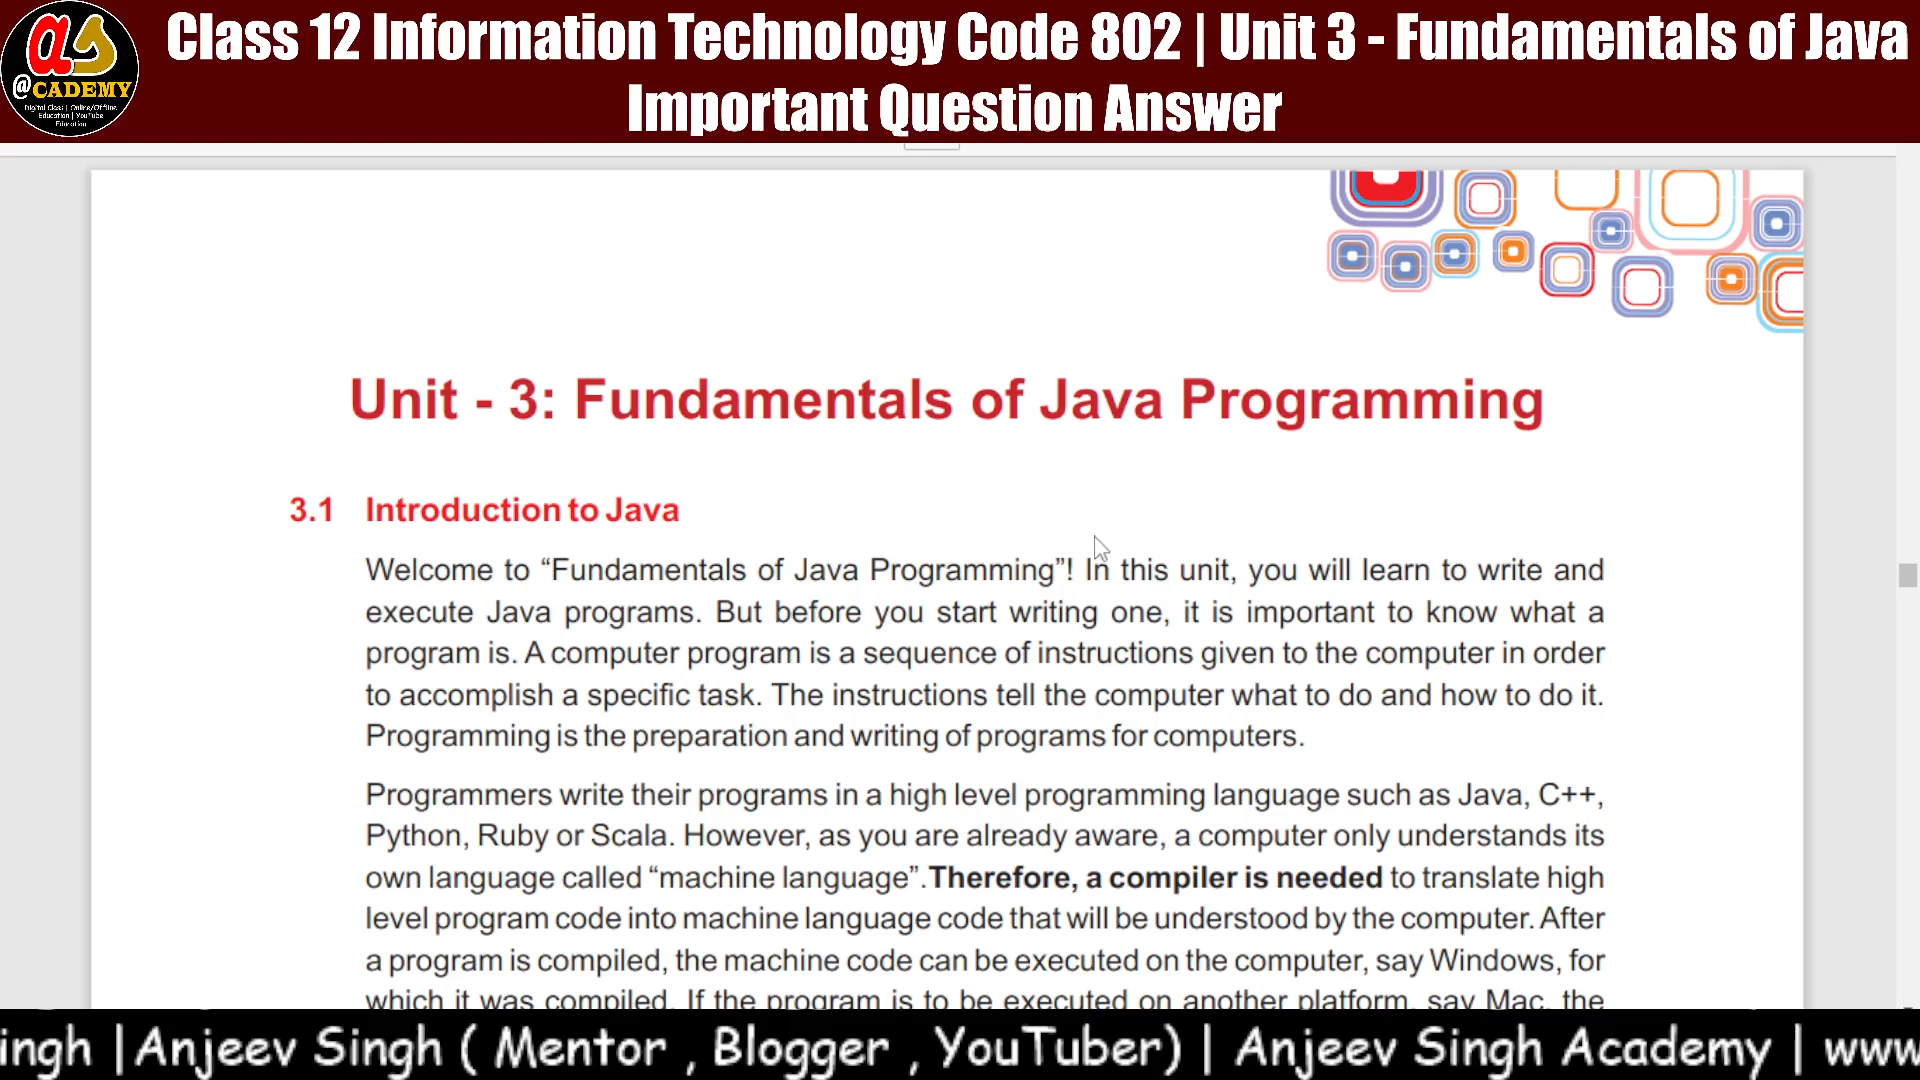 as
@CADEMY
Digital Class | Online/Offline
Education | YouTube
Education
Class 12 Information Technology Code 802 | Unit 3 - Fundamentals of Java
Important Question Answer
Unit - 3: Fundamentals of Java Programming
3.1 Introduction to Java
Welcome to “Fundamentals of Java Programming”! In this unit, you will learn to write and
execute Java programs. But before you start writing one, it is important to know what a
program is. A computer program is a sequence of instructions given to the computer in order
to accomplish a specific task. The instructions tell the computer what to do and how to do it.
Programming is the preparation and writing of programs for computers.
Programmers write their programs in a high level programming language such as Java, C++,
Python, Ruby or Scala. However, as you are already aware, a computer only understands its
own language called “machine language”.Therefore, a compiler is needed to translate high
level program code into machine language code that will be understood by the computer. After
a program is compiled, the machine code can be executed on the computer, say Windows, for
which it was compiled. If the program is to be executed on another platform, say Mac, the
ingh |Anjeev Singh ( Mentor , Blogger , YouTuber) | Anjeev Singh Academy | www